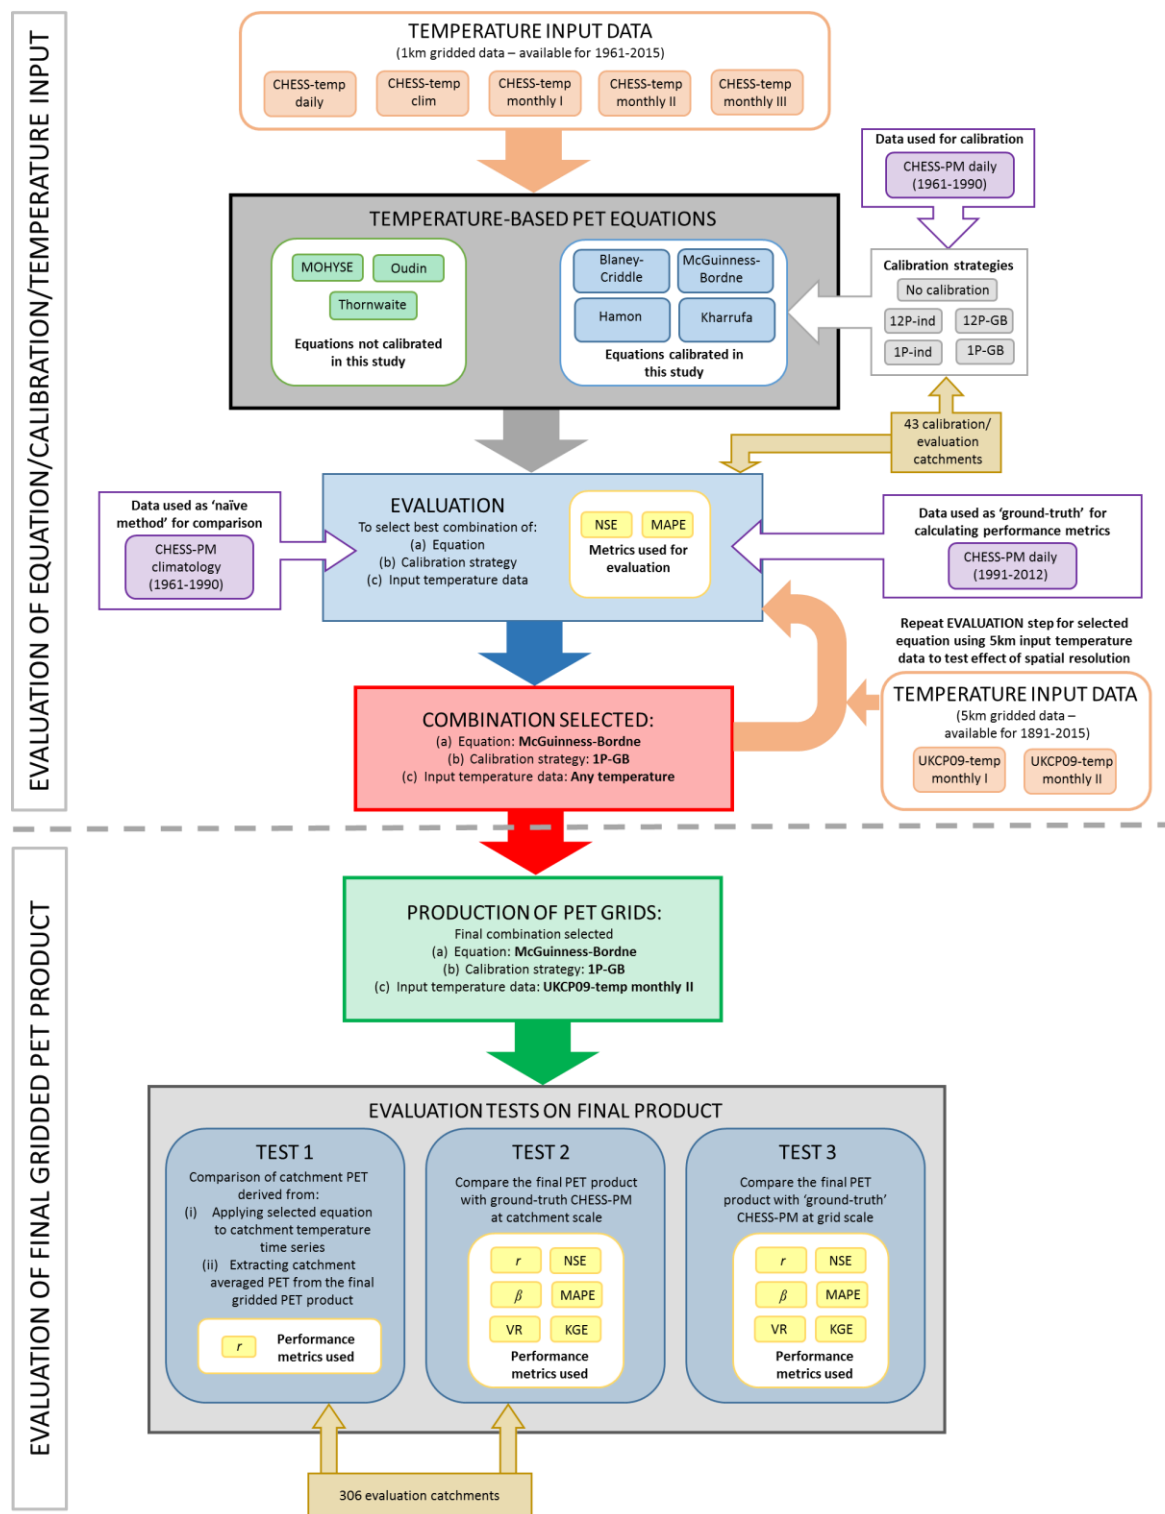 EVALUATION OF EQUATION/CALIBRATION/TEMPERATURE INPUT
TEMPERATURE INPUT DATA
(1km gridded data – available for 1961-2015)
CHESS-temp
daily
CHESS-temp
clim
CHESS-temp
monthly I
CHESS-temp
monthly II
CHESS-temp
monthly III
Data used for calibration
CHESS-PM daily
(1961-1990)
TEMPERATURE-BASED PET EQUATIONS
MOHYSE
Oudin
Thornwaite
Equations not calibrated
in this study
Blaney-
Criddle
McGuinness-
Bordne
Hamon
Kharrufa
Equations calibrated in
this study
Calibration strategies
No calibration
12P-ind
12P-GB
1P-ind
1P-GB
43 calibration/
evaluation
catchments
Data used as ‘naïve
method’ for comparison
CHESS-PM
climatology
(1961-1990)
EVALUATION
To select best combination of:
(a) Equation
(b) Calibration strategy
(c) Input temperature data
NSE
MAPE
Metrics used for
evaluation
Data used as ‘ground-truth’ for
calculating performance metrics
CHESS-PM daily
(1991-2012)
Repeat EVALUATION step for selected
equation using 5km input temperature
data to test effect of spatial resolution
TEMPERATURE INPUT DATA
(5km gridded data –
available for 1891-2015)
UKCP09-temp
monthly I
UKCP09-temp
monthly II
COMBINATION SELECTED:
(a) Equation: McGuinness-Bordne
(b) Calibration strategy: 1P-GB
(c) Input temperature data: Any temperature
EVALUATION OF FINAL GRIDDED PET PRODUCT
PRODUCTION OF PET GRIDS:
Final combination selected
(a) Equation: McGuinness-Bordne
(b) Calibration strategy: 1P-GB
(c) Input temperature data: UKCP09-temp monthly II
EVALUATION TESTS ON FINAL PRODUCT
TEST 1
Comparison of catchment PET
derived from:
(i) Applying selected equation
to catchment temperature
time series
(ii) Extracting catchment
averaged PET from the final
gridded PET product
r
Performance
metrics used
TEST 2
Compare the final PET product
with ground-truth CHESS-PM
at catchment scale
r
NSE
β
MAPE
VR
KGE
Performance
metrics used
TEST 3
Compare the final PET
product with ‘ground-truth’
CHESS-PM at grid scale
r
NSE
β
MAPE
VR
KGE
Performance
metrics used
306 evaluation catchments